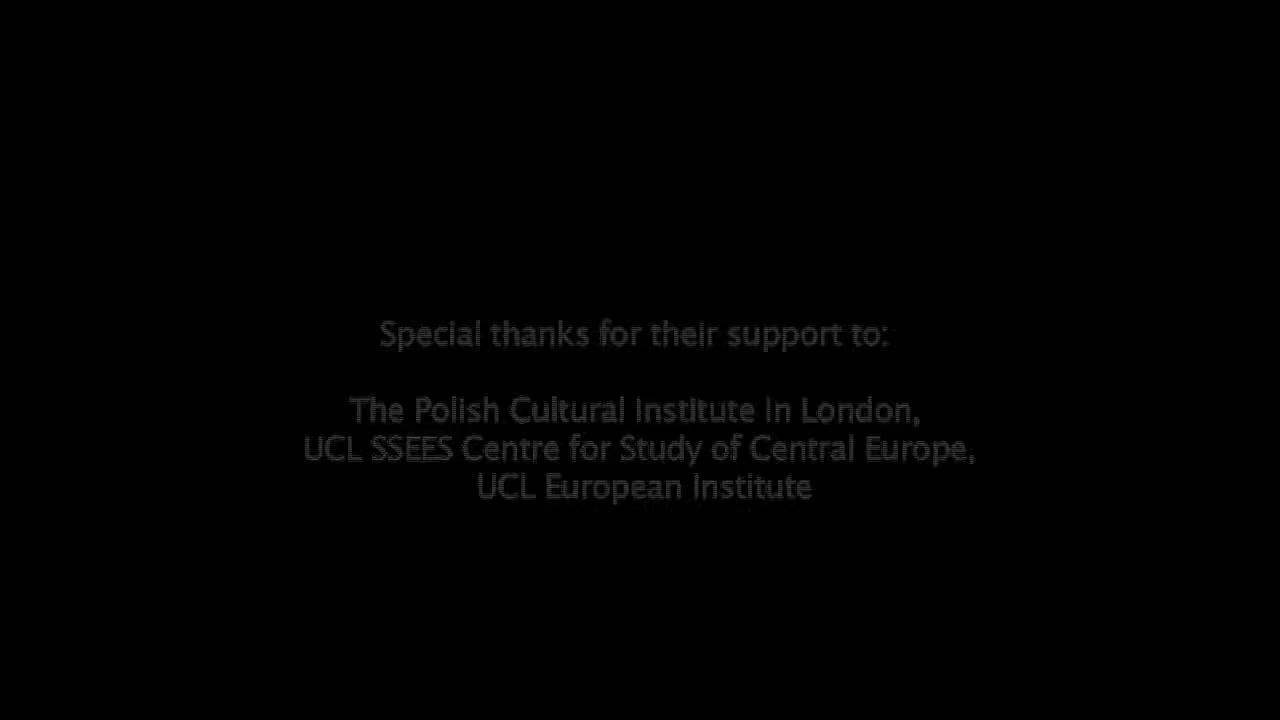 Special thanks for their support to:
The Polish Cultural Institute in London,
UCL SSEES Centre for Study of Central Europe,
UCL European Institute